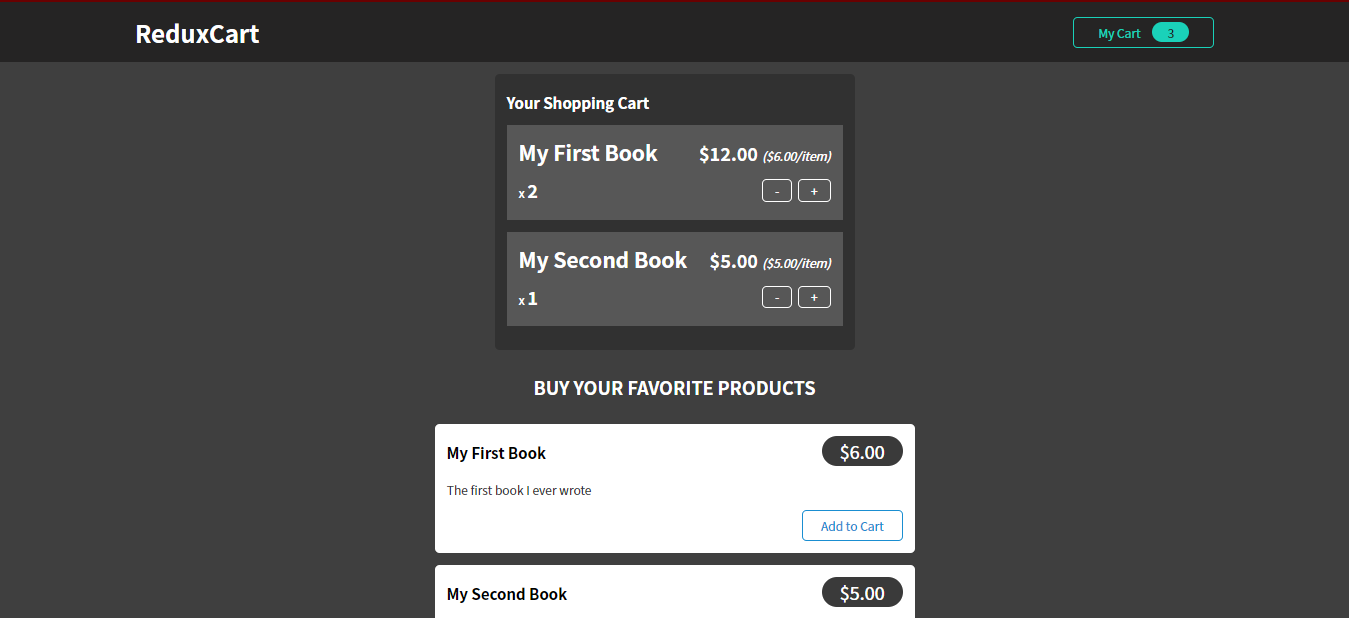 ReduxCart
My Cart 3
Your Shopping Cart
My First Book $12.00 ($6.00/item)
x 2 - +
My Second Book $5.00 ($5.00/item)
x 1 - +
BUY YOUR FAVORITE PRODUCTS
My First Book $6.00
The first book I ever wrote
Add to Cart
My Second Book $5.00